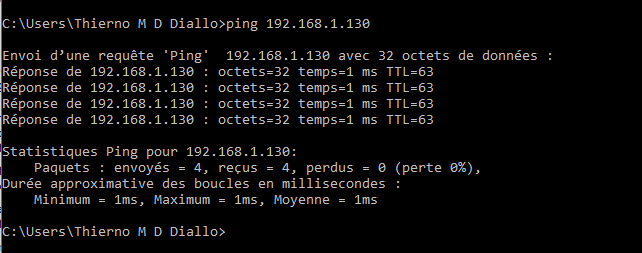 C:\Users\Thierno M D Diallo>ping 192.168.1.130
Envoi d’une requête 'Ping'  192.168.1.130 avec 32 octets de données :
Réponse de 192.168.1.130 : octets=32 temps=1 ms TTL=63
Réponse de 192.168.1.130 : octets=32 temps=1 ms TTL=63
Réponse de 192.168.1.130 : octets=32 temps=1 ms TTL=63
Réponse de 192.168.1.130 : octets=32 temps=1 ms TTL=63
Statistiques Ping pour 192.168.1.130:
    Paquets : envoyés = 4, reçus = 4, perdus = 0 (perte 0%),
Durée approximative des boucles en millisecondes :
    Minimum = 1ms, Maximum = 1ms, Moyenne = 1ms
C:\Users\Thierno M D Diallo>